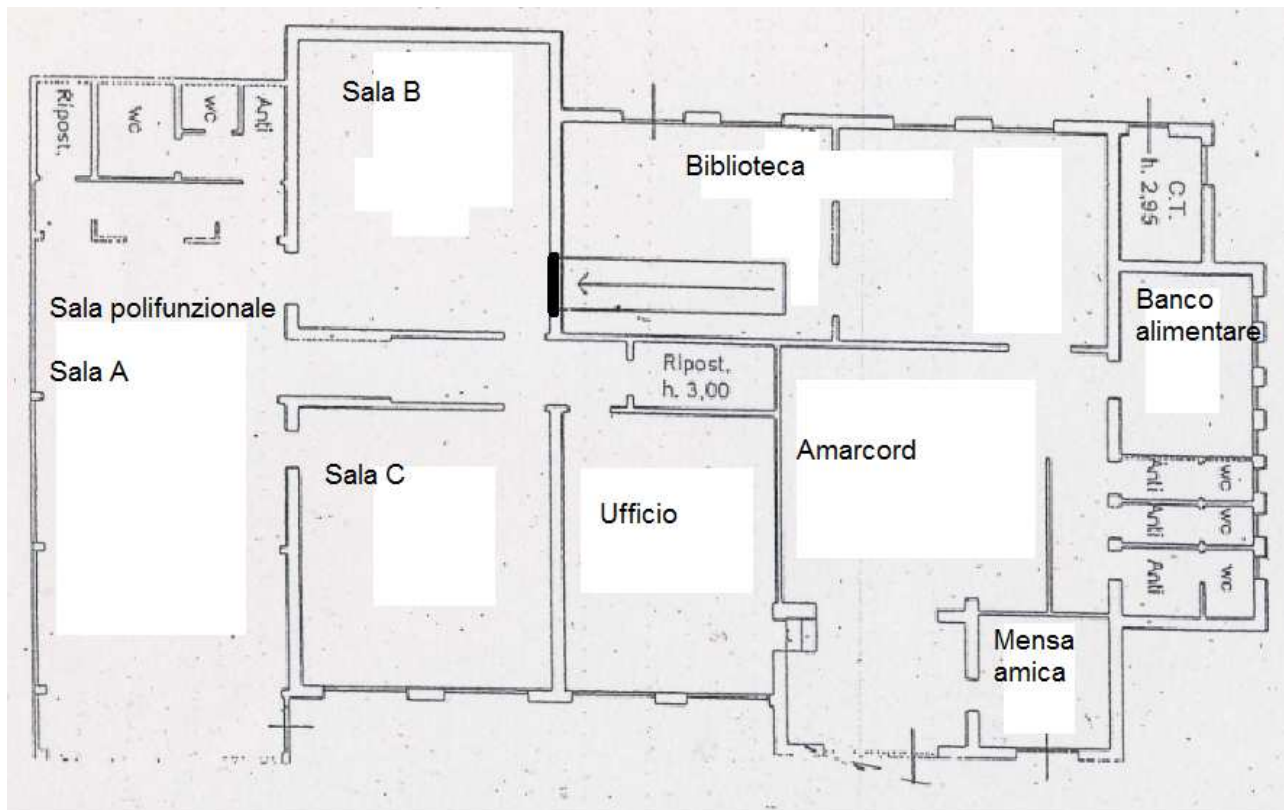 Sala B
Ripost.
wc
wc
Anti
Biblioteca
C.T.
h. 2,95
Sala polifunzionale
Sala A
Banco
alimentare
Ripost.
h. 3,00
Amarcord
Sala C
Ufficio
Anti
wc
Anti
wc
Anti
wc
Mensa
amica